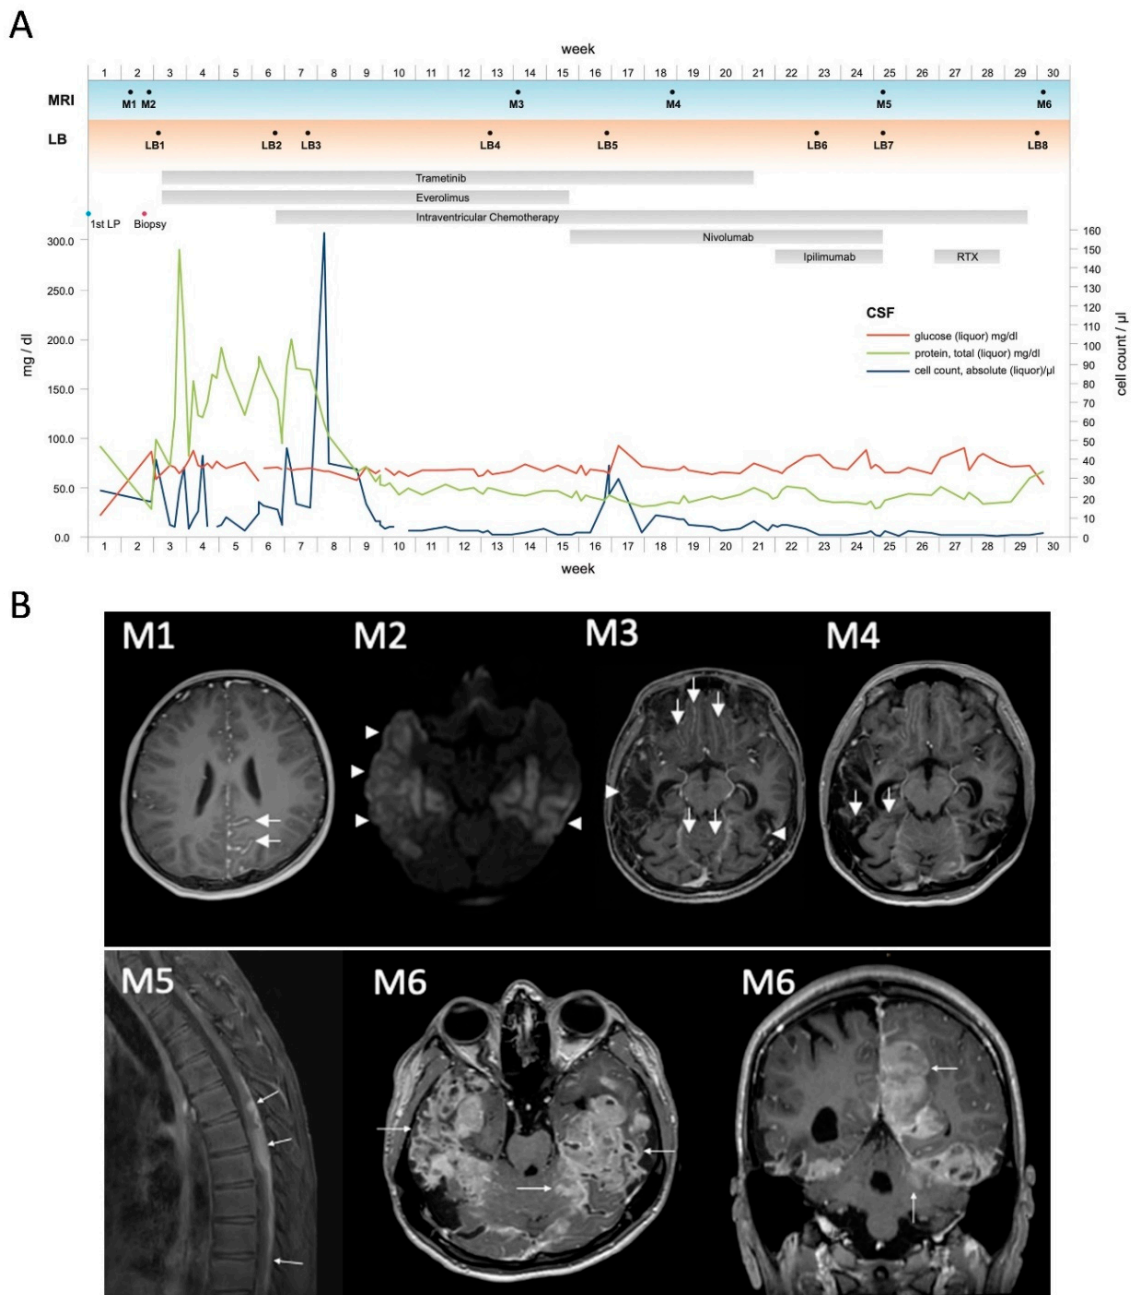 A
week
1 2 3 4 5 6 7 8 9 10 11 12 13 14 15 16 17 18 19 20 21 22 23 24 25 26 27 28 29 30
MRI
M1 M2 M3 M4 M5 M6
LB
LB1 LB2 LB3 LB4 LB5 LB6 LB7 LB8
Trametinib
Everolimus
1st LP Biopsy Intraventricular Chemotherapy
Nivolumab
Ipilimumab RTX
300.0
250.0
200.0
150.0
100.0
50.0
0.0
mg / dl
160
150
140
130
120
110
100
90
80
70
60
50
40
30
20
10
0
cell count / µl
CSF
glucose (liquor) mg/dl
protein, total (liquor) mg/dl
cell count, absolute (liquor)/µl
1 2 3 4 5 6 7 8 9 10 11 12 13 14 15 16 17 18 19 20 21 22 23 24 25 26 27 28 29 30
week
B
M1 M2 M3 M4
M5 M6 M6